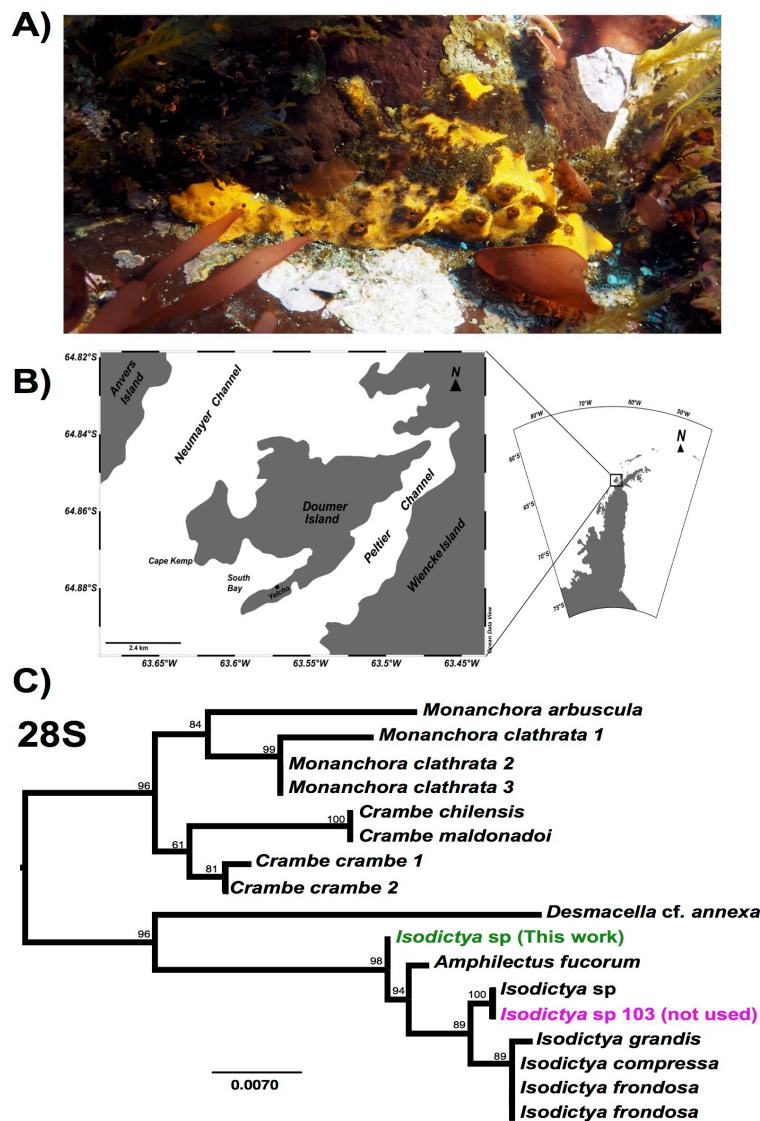 A)
B)
64.82°S
64.84°S
64.86°S
64.88°S
Anvers
Island
Neumayer Channel
N
Doumer
Island
Peltier Channel
Wiencke Island
Cape Kemp
South
Bay
Yelcho
2.4 km
Ocean Data View
63.65°W
63.6°W
63.55°W
63.5°W
63.45°W
80°W
70°W
60°W
50°W
60°S
65°S
70°S
75°S
N
C)
28S
Monanchora arbuscula
84
Monanchora clathrata 1
99
Monanchora clathrata 2
96
Monanchora clathrata 3
Crambe chilensis
100
Crambe maldonadoi
61
Crambe crambe 1
81
Crambe crambe 2
Desmacella cf. annexa
96
Isodictya sp (This work)
98
Amphilectus fucorum
94
Isodictya sp
100
Isodictya sp 103 (not used)
89
Isodictya grandis
89
Isodictya compressa
Isodictya frondosa
Isodictya frondosa
0.0070